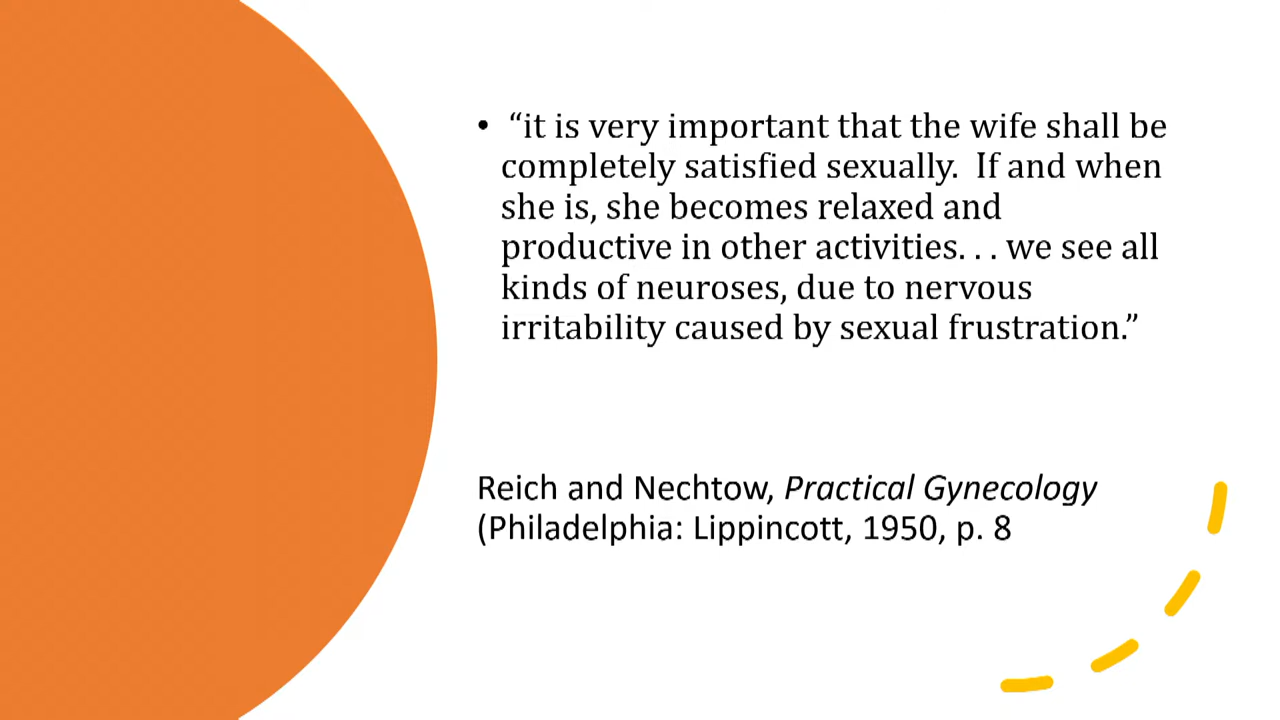 • “it is very important that the wife shall be
completely satisfied sexually.  If and when
she is, she becomes relaxed and
productive in other activities. . . we see all
kinds of neuroses, due to nervous
irritability caused by sexual frustration.”
Reich and Nechtow, Practical Gynecology
(Philadelphia: Lippincott, 1950, p. 8